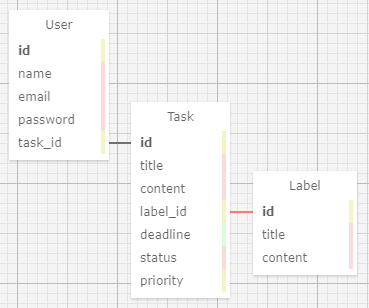 User
id
name
email
password
task_id
Task
id
title
content
label_id
deadline
status
priority
Label
id
title
content